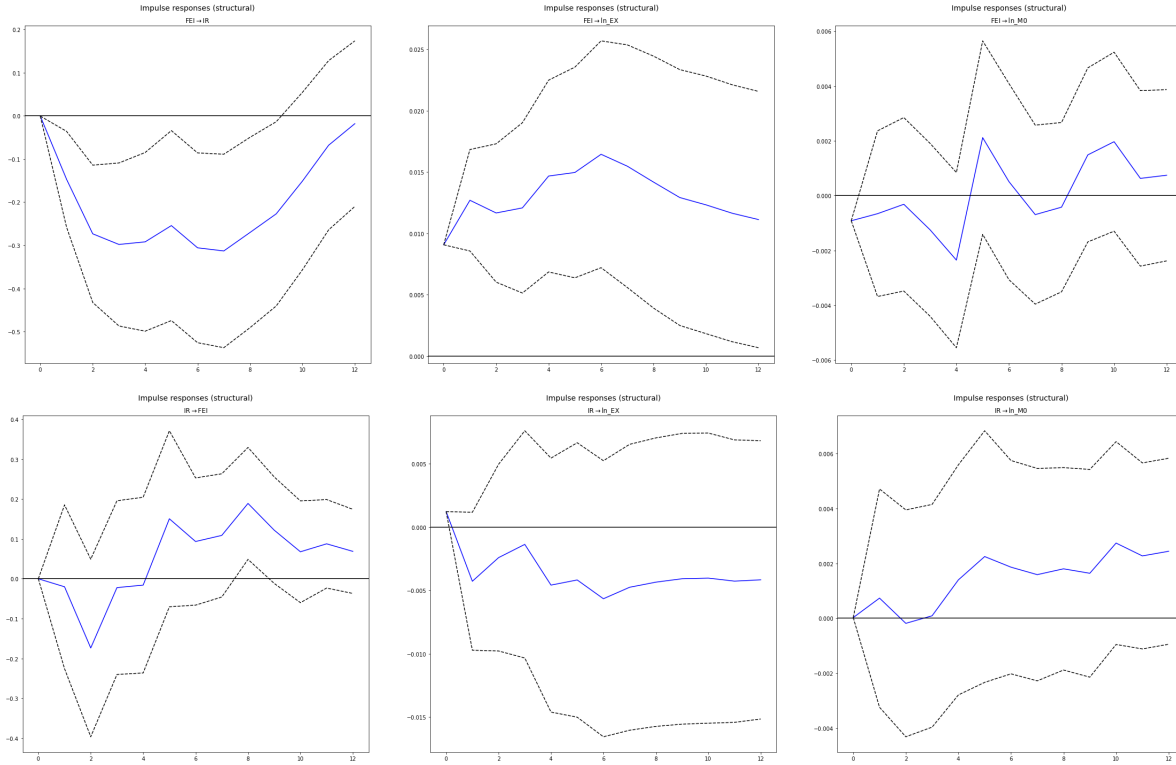 Impulse responses (structural)
FEI → IR
0.2
0.1
0.0
−0.1
−0.2
−0.3
−0.4
−0.5
0 2 4 6 8 10 12
Impulse responses (structural)
FEI → ln_EX
0.025
0.020
0.015
0.010
0.005
0.000
0 2 4 6 8 10 12
Impulse responses (structural)
FEI → ln_M0
0.006
0.004
0.002
0.000
−0.002
−0.004
−0.006
0 2 4 6 8 10 12
Impulse responses (structural)
IR → FEI
0.4
0.3
0.2
0.1
0.0
−0.1
−0.2
−0.3
−0.4
0 2 4 6 8 10 12
Impulse responses (structural)
IR → ln_EX
0.005
0.000
−0.005
−0.010
−0.015
0 2 4 6 8 10 12
Impulse responses (structural)
IR → ln_M0
0.006
0.004
0.002
0.000
−0.002
−0.004
0 2 4 6 8 10 12